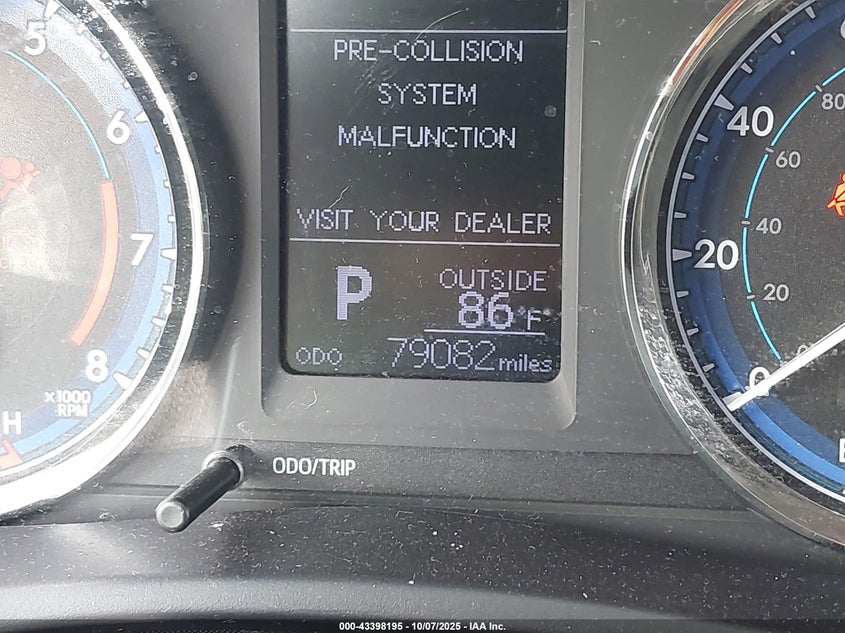 5
6
7
8
x1000
RPM
H
PRE-COLLISION
SYSTEM
MALFUNCTION
VISIT YOUR DEALER
P
OUTSIDE
86°F
ODO 79082 miles
ODO/TRIP
80
60
40
40
20
20
0
E
000-43398195 - 10/07/2025 - IAA Inc.